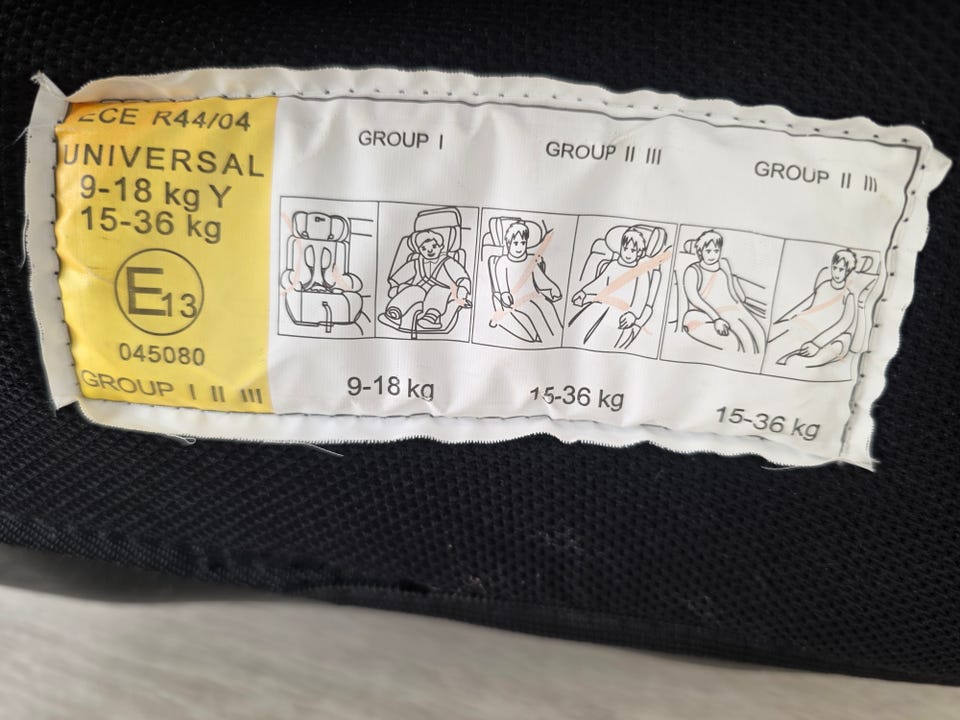 ECE R44/04
UNIVERSAL
9-18 kg Y
15-36 kg
E13
045080
GROUP I II III
GROUP I
GROUP II III
GROUP II III
9-18 kg
15-36 kg
15-36 kg